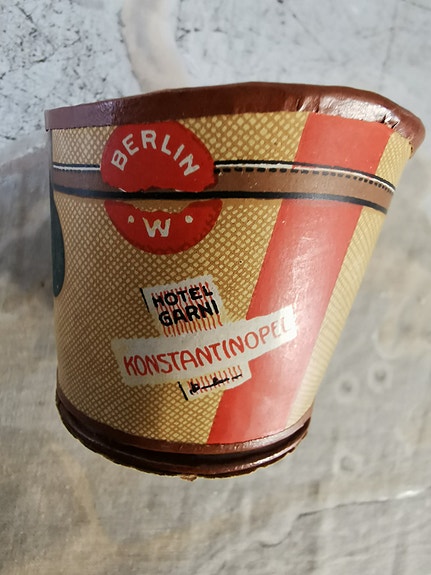 BERLIN
· W ·
HOTEL
GARNI
KONSTANTINOPEL